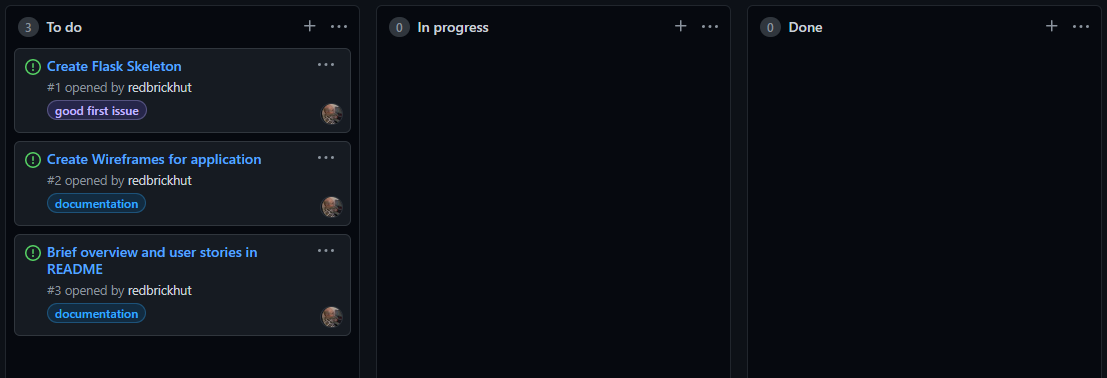 3 To do
Create Flask Skeleton
#1 opened by redbrickhut
good first issue
Create Wireframes for application
#2 opened by redbrickhut
documentation
Brief overview and user stories in
README
#3 opened by redbrickhut
documentation
0 In progress
0 Done